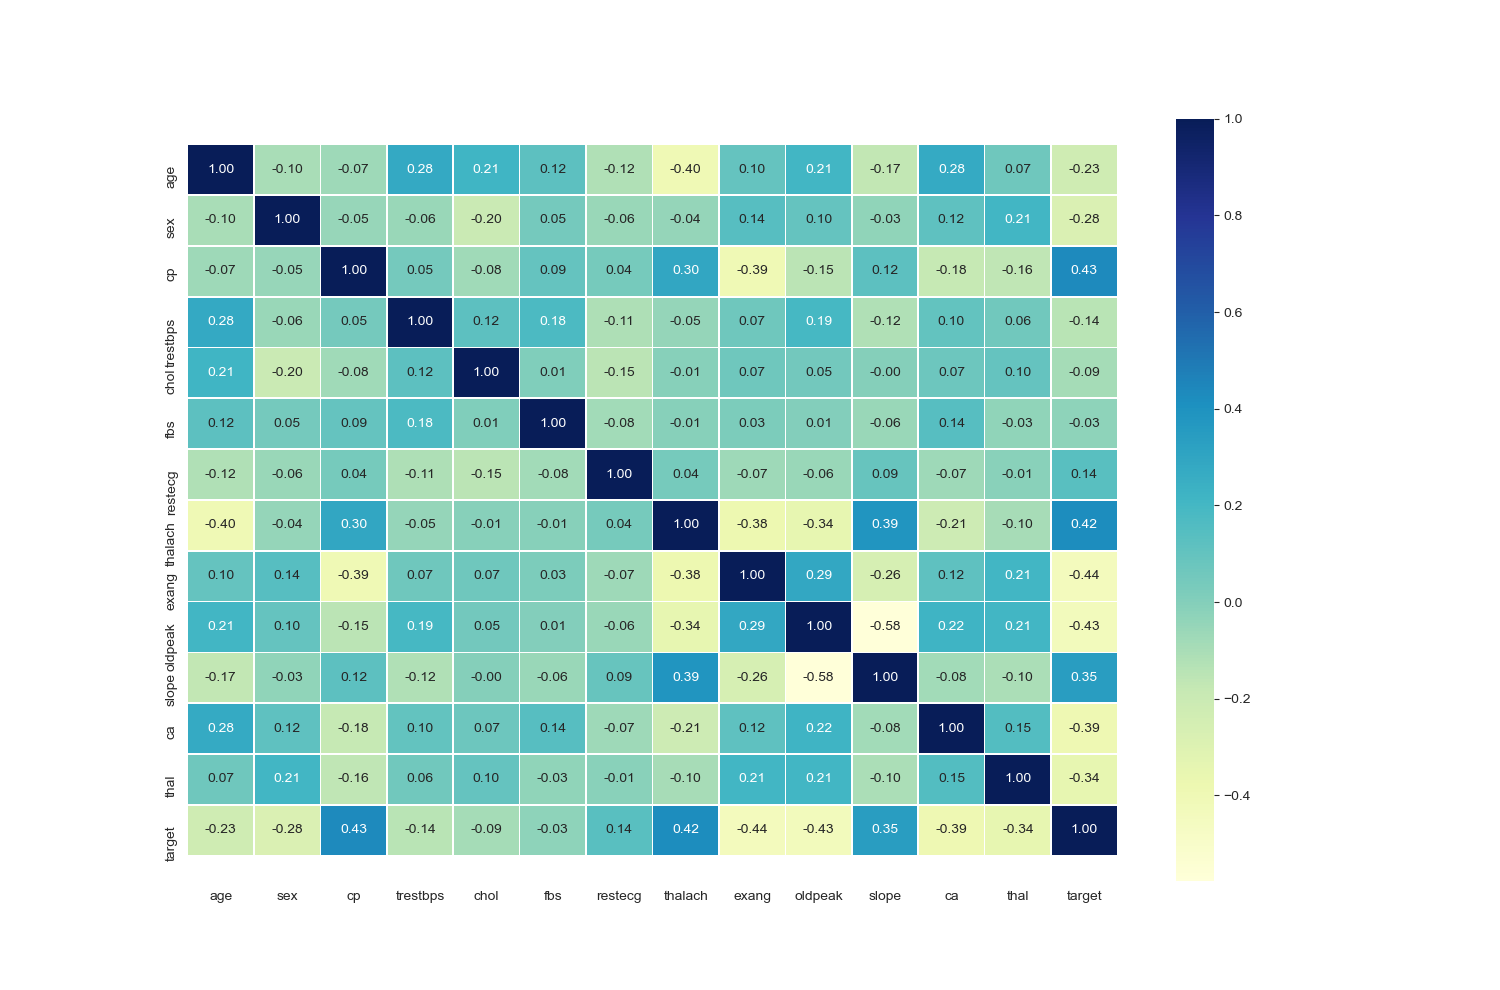 1.0
age 1.00 -0.10 -0.07 0.28 0.21 0.12 -0.12 -0.40 0.10 0.21 -0.17 0.28 0.07 -0.23
sex -0.10 1.00 -0.05 -0.06 -0.20 0.05 -0.06 -0.04 0.14 0.10 -0.03 0.12 0.21 -0.28
0.8
cp -0.07 -0.05 1.00 0.05 -0.08 0.09 0.04 0.30 -0.39 -0.15 0.12 -0.18 -0.16 0.43
0.6
trestbps 0.28 -0.06 0.05 1.00 0.12 0.18 -0.11 -0.05 0.07 0.19 -0.12 0.10 0.06 -0.14
chol 0.21 -0.20 -0.08 0.12 1.00 0.01 -0.15 -0.01 0.07 0.05 -0.00 0.07 0.10 -0.09
0.4
fbs 0.12 0.05 0.09 0.18 0.01 1.00 -0.08 -0.01 0.03 0.01 -0.06 0.14 -0.03 -0.03
restecg -0.12 -0.06 0.04 -0.11 -0.15 -0.08 1.00 0.04 -0.07 -0.06 0.09 -0.07 -0.01 0.14
0.2
thalach -0.40 -0.04 0.30 -0.05 -0.01 -0.01 0.04 1.00 -0.38 -0.34 0.39 -0.21 -0.10 0.42
exang 0.10 0.14 -0.39 0.07 0.07 0.03 -0.07 -0.38 1.00 0.29 -0.26 0.12 0.21 -0.44
0.0
oldpeak 0.21 0.10 -0.15 0.19 0.05 0.01 -0.06 -0.34 0.29 1.00 -0.58 0.22 0.21 -0.43
slope -0.17 -0.03 0.12 -0.12 -0.00 -0.06 0.09 0.39 -0.26 -0.58 1.00 -0.08 -0.10 0.35
−0.2
ca 0.28 0.12 -0.18 0.10 0.07 0.14 -0.07 -0.21 0.12 0.22 -0.08 1.00 0.15 -0.39
thal 0.07 0.21 -0.16 0.06 0.10 -0.03 -0.01 -0.10 0.21 0.21 -0.10 0.15 1.00 -0.34
−0.4
target -0.23 -0.28 0.43 -0.14 -0.09 -0.03 0.14 0.42 -0.44 -0.43 0.35 -0.39 -0.34 1.00
age sex cp trestbps chol fbs restecg thalach exang oldpeak slope ca thal target